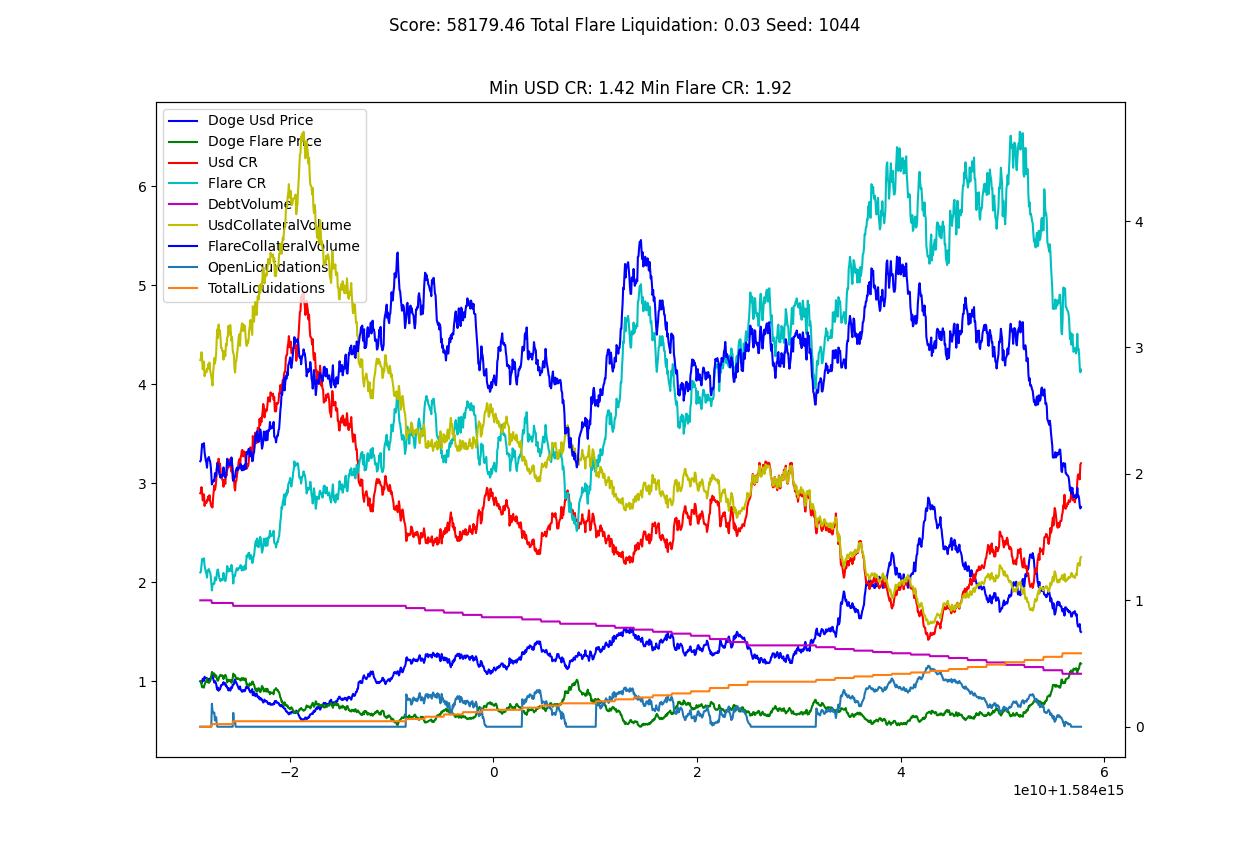 Score: 58179.46 Total Flare Liquidation: 0.03 Seed: 1044
Min USD CR: 1.42 Min Flare CR: 1.92
Doge Usd Price
Doge Flare Price
Usd CR
Flare CR
DebtVolume
UsdCollateralVolume
FlareCollateralVolume
OpenLiquidations
TotalLiquidations
6
5
4
3
2
1
4
3
2
1
0
−2
0
2
4
6
1e10+1.584e15